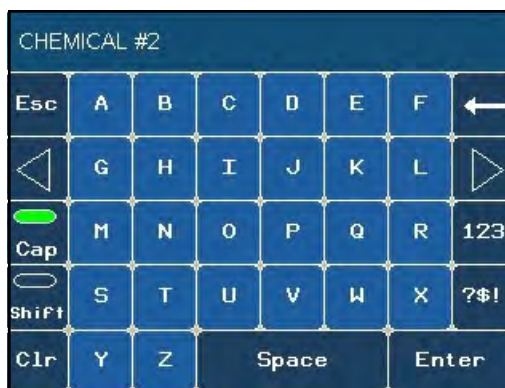 CHEMICAL #2
Esc A B C D E F
G H I J K L
Cap M N O P Q R 123
Shift S T U V W X ?$!
Clr Y Z Space Enter